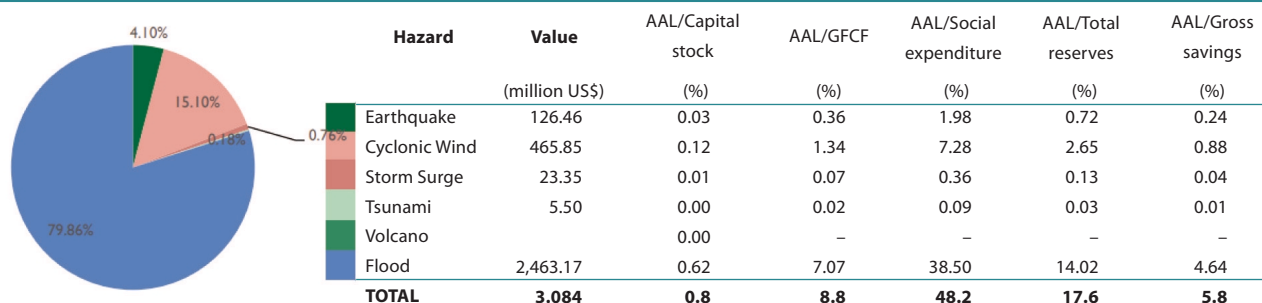 4.10%
15.10%
0.76%
0.18%
79.86%
Hazard Value AAL/Capital stock AAL/GFCF AAL/Social expenditure AAL/Total reserves AAL/Gross savings
(million US$) (%) (%) (%) (%) (%)
Earthquake 126.46 0.03 0.36 1.98 0.72 0.24
Cyclonic Wind 465.85 0.12 1.34 7.28 2.65 0.88
Storm Surge 23.35 0.01 0.07 0.36 0.13 0.04
Tsunami 5.50 0.00 0.02 0.09 0.03 0.01
Volcano 0.00 – – – –
Flood 2,463.17 0.62 7.07 38.50 14.02 4.64
TOTAL 3,084 0.8 8.8 48.2 17.6 5.8